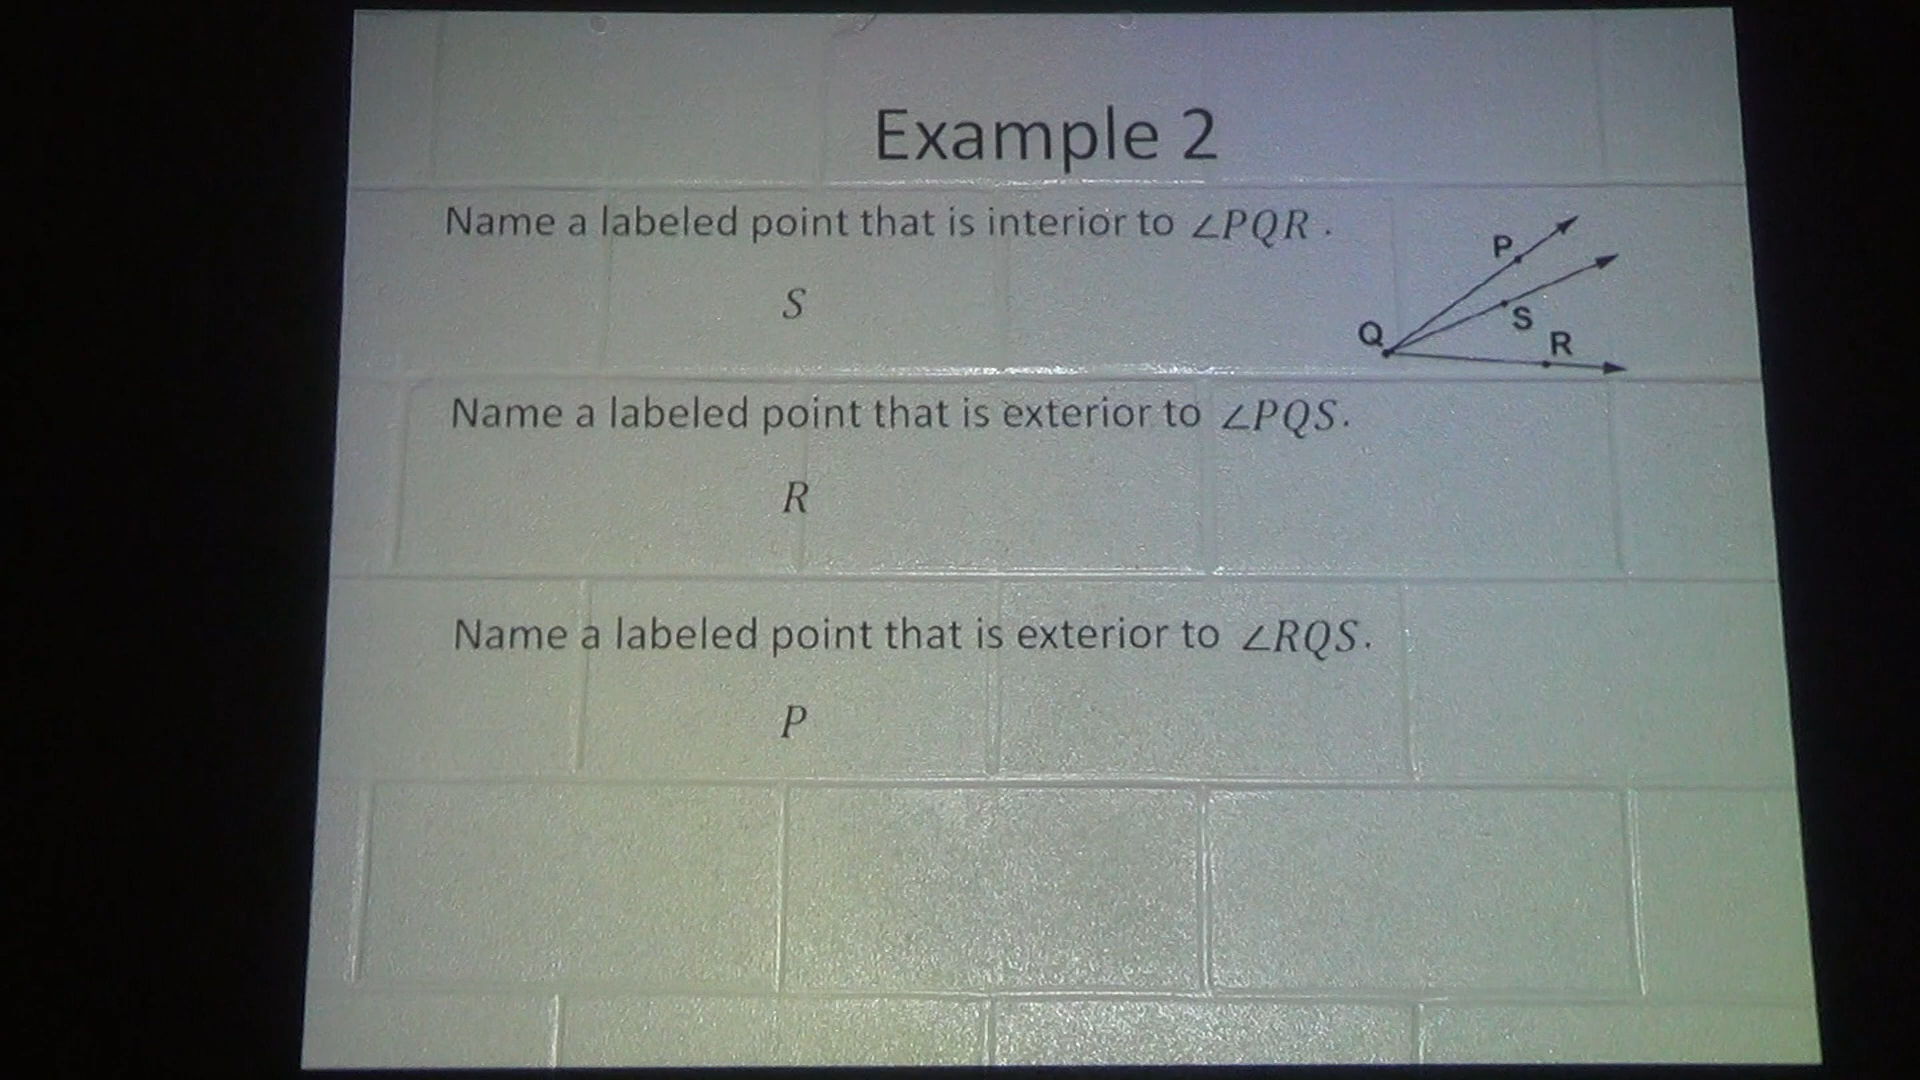 Example 2
Name a labeled point that is interior to ∠PQR .
S
P
S
Q
R
Name a labeled point that is exterior to ∠PQS.
R
Name a labeled point that is exterior to ∠RQS.
P